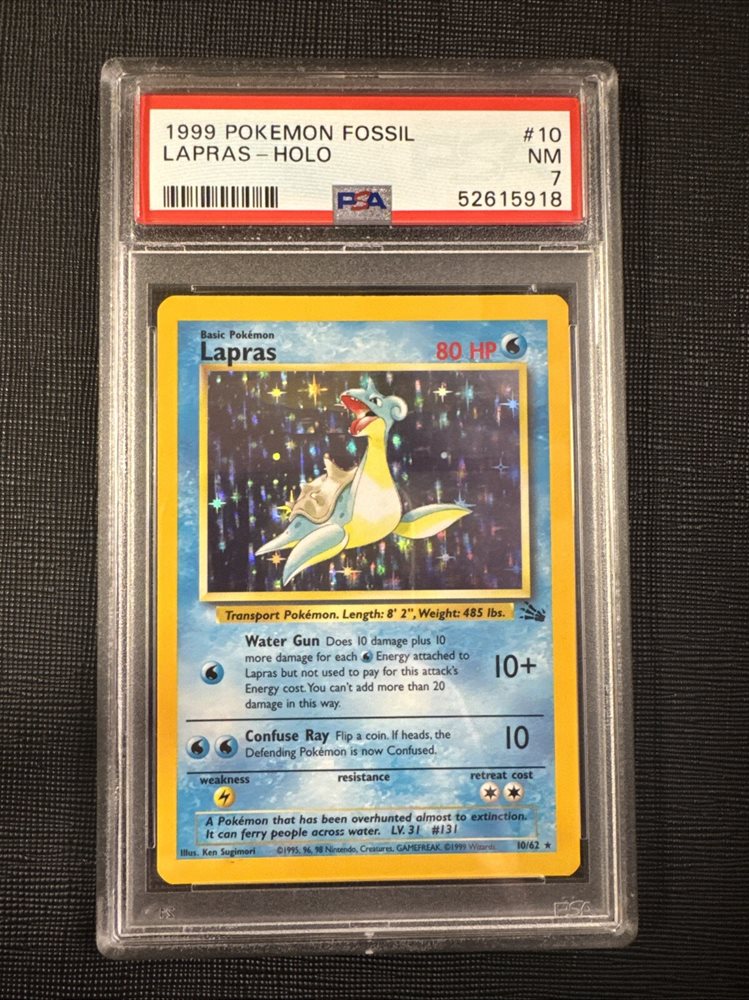 1999 POKEMON FOSSIL #10
LAPRAS - HOLO NM
7
PSA 52615918
Basic Pokémon
Lapras 80 HP
Transport Pokémon. Length: 8' 2", Weight: 485 lbs.
Water Gun Does 10 damage plus 10
more damage for each Energy attached to
Lapras but not used to pay for this attack's
Energy cost. You can't add more than 20
damage in this way.
10+
Confuse Ray Flip a coin. If heads, the
Defending Pokémon is now Confused.
10
weakness resistance retreat cost
A Pokémon that has been overhunted almost to extinction.
It can ferry people across water. LV. 31 #131
Illus. Ken Sugimori ©1995, 96, 98 Nintendo, Creatures, GAMEFREAK. ©1999 Wizards. 10/62
PSA